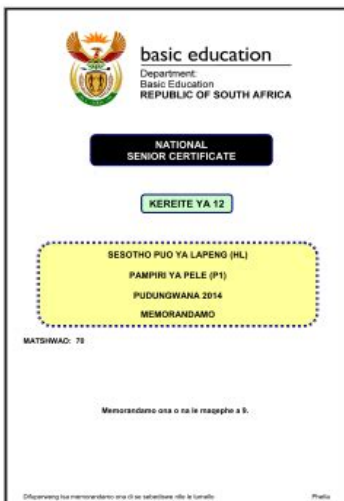 basic education
Department:
Basic Education
REPUBLIC OF SOUTH AFRICA
NATIONAL
SENIOR CERTIFICATE
KEREITE YA 12
SESOTHO PUO YA LAPENG (HL)
PAMPIRI YA PELE (P1)
PUDUNGWANA 2014
MEMORANDAMO
MATSHWAO: 70
Memorandamo ona o na le maqephe a 9.